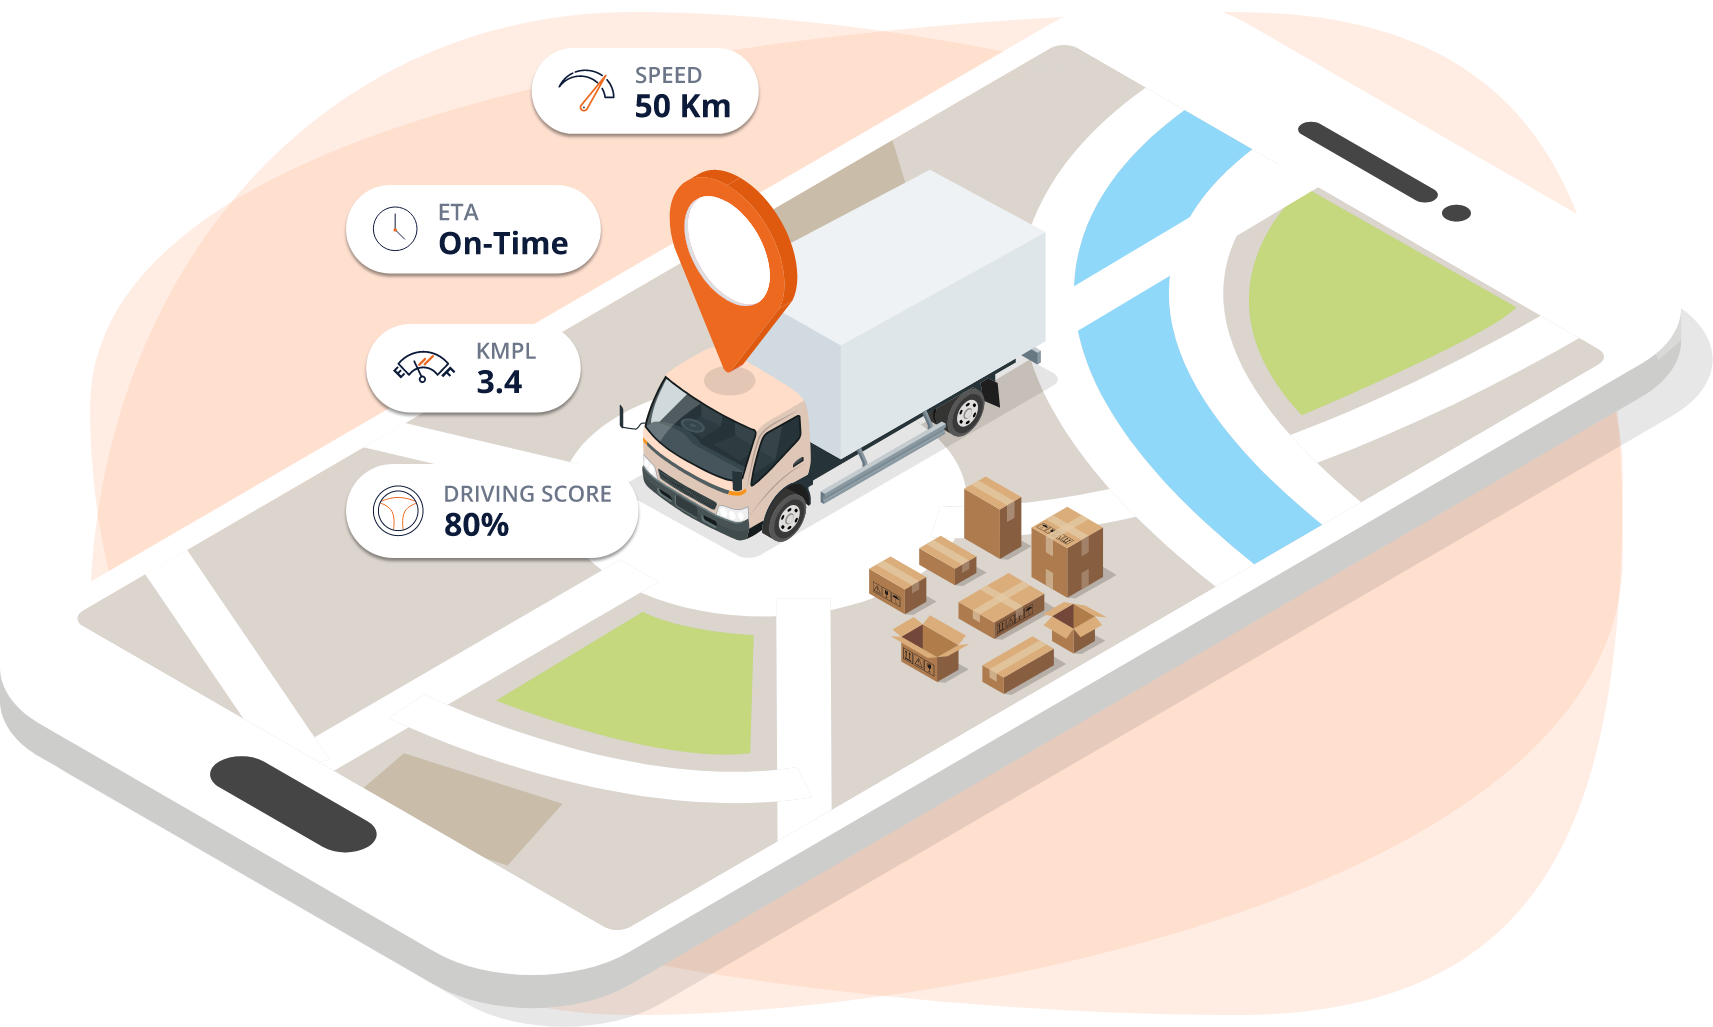 SPEED
50 Km
ETA
On-Time
KMPL
3.4
E F
DRIVING SCORE
80%